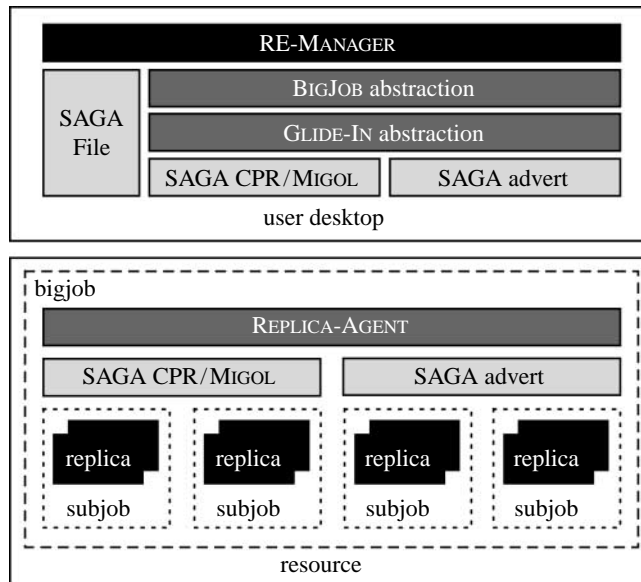 RE-MANAGER
SAGA
File
BIGJOB abstraction
GLIDE-IN abstraction
SAGA CPR/MIGOL
SAGA advert
user desktop
bigjob
REPLICA-AGENT
SAGA CPR/MIGOL
SAGA advert
replica
replica
replica
replica
subjob
subjob
subjob
subjob
resource